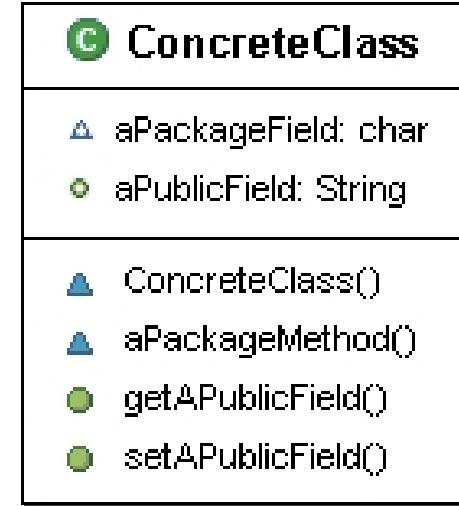 C ConcreteClass
aPackageField: char
aPublicField: String
ConcreteClass()
aPackageMethod()
getAPublicField()
setAPublicField()